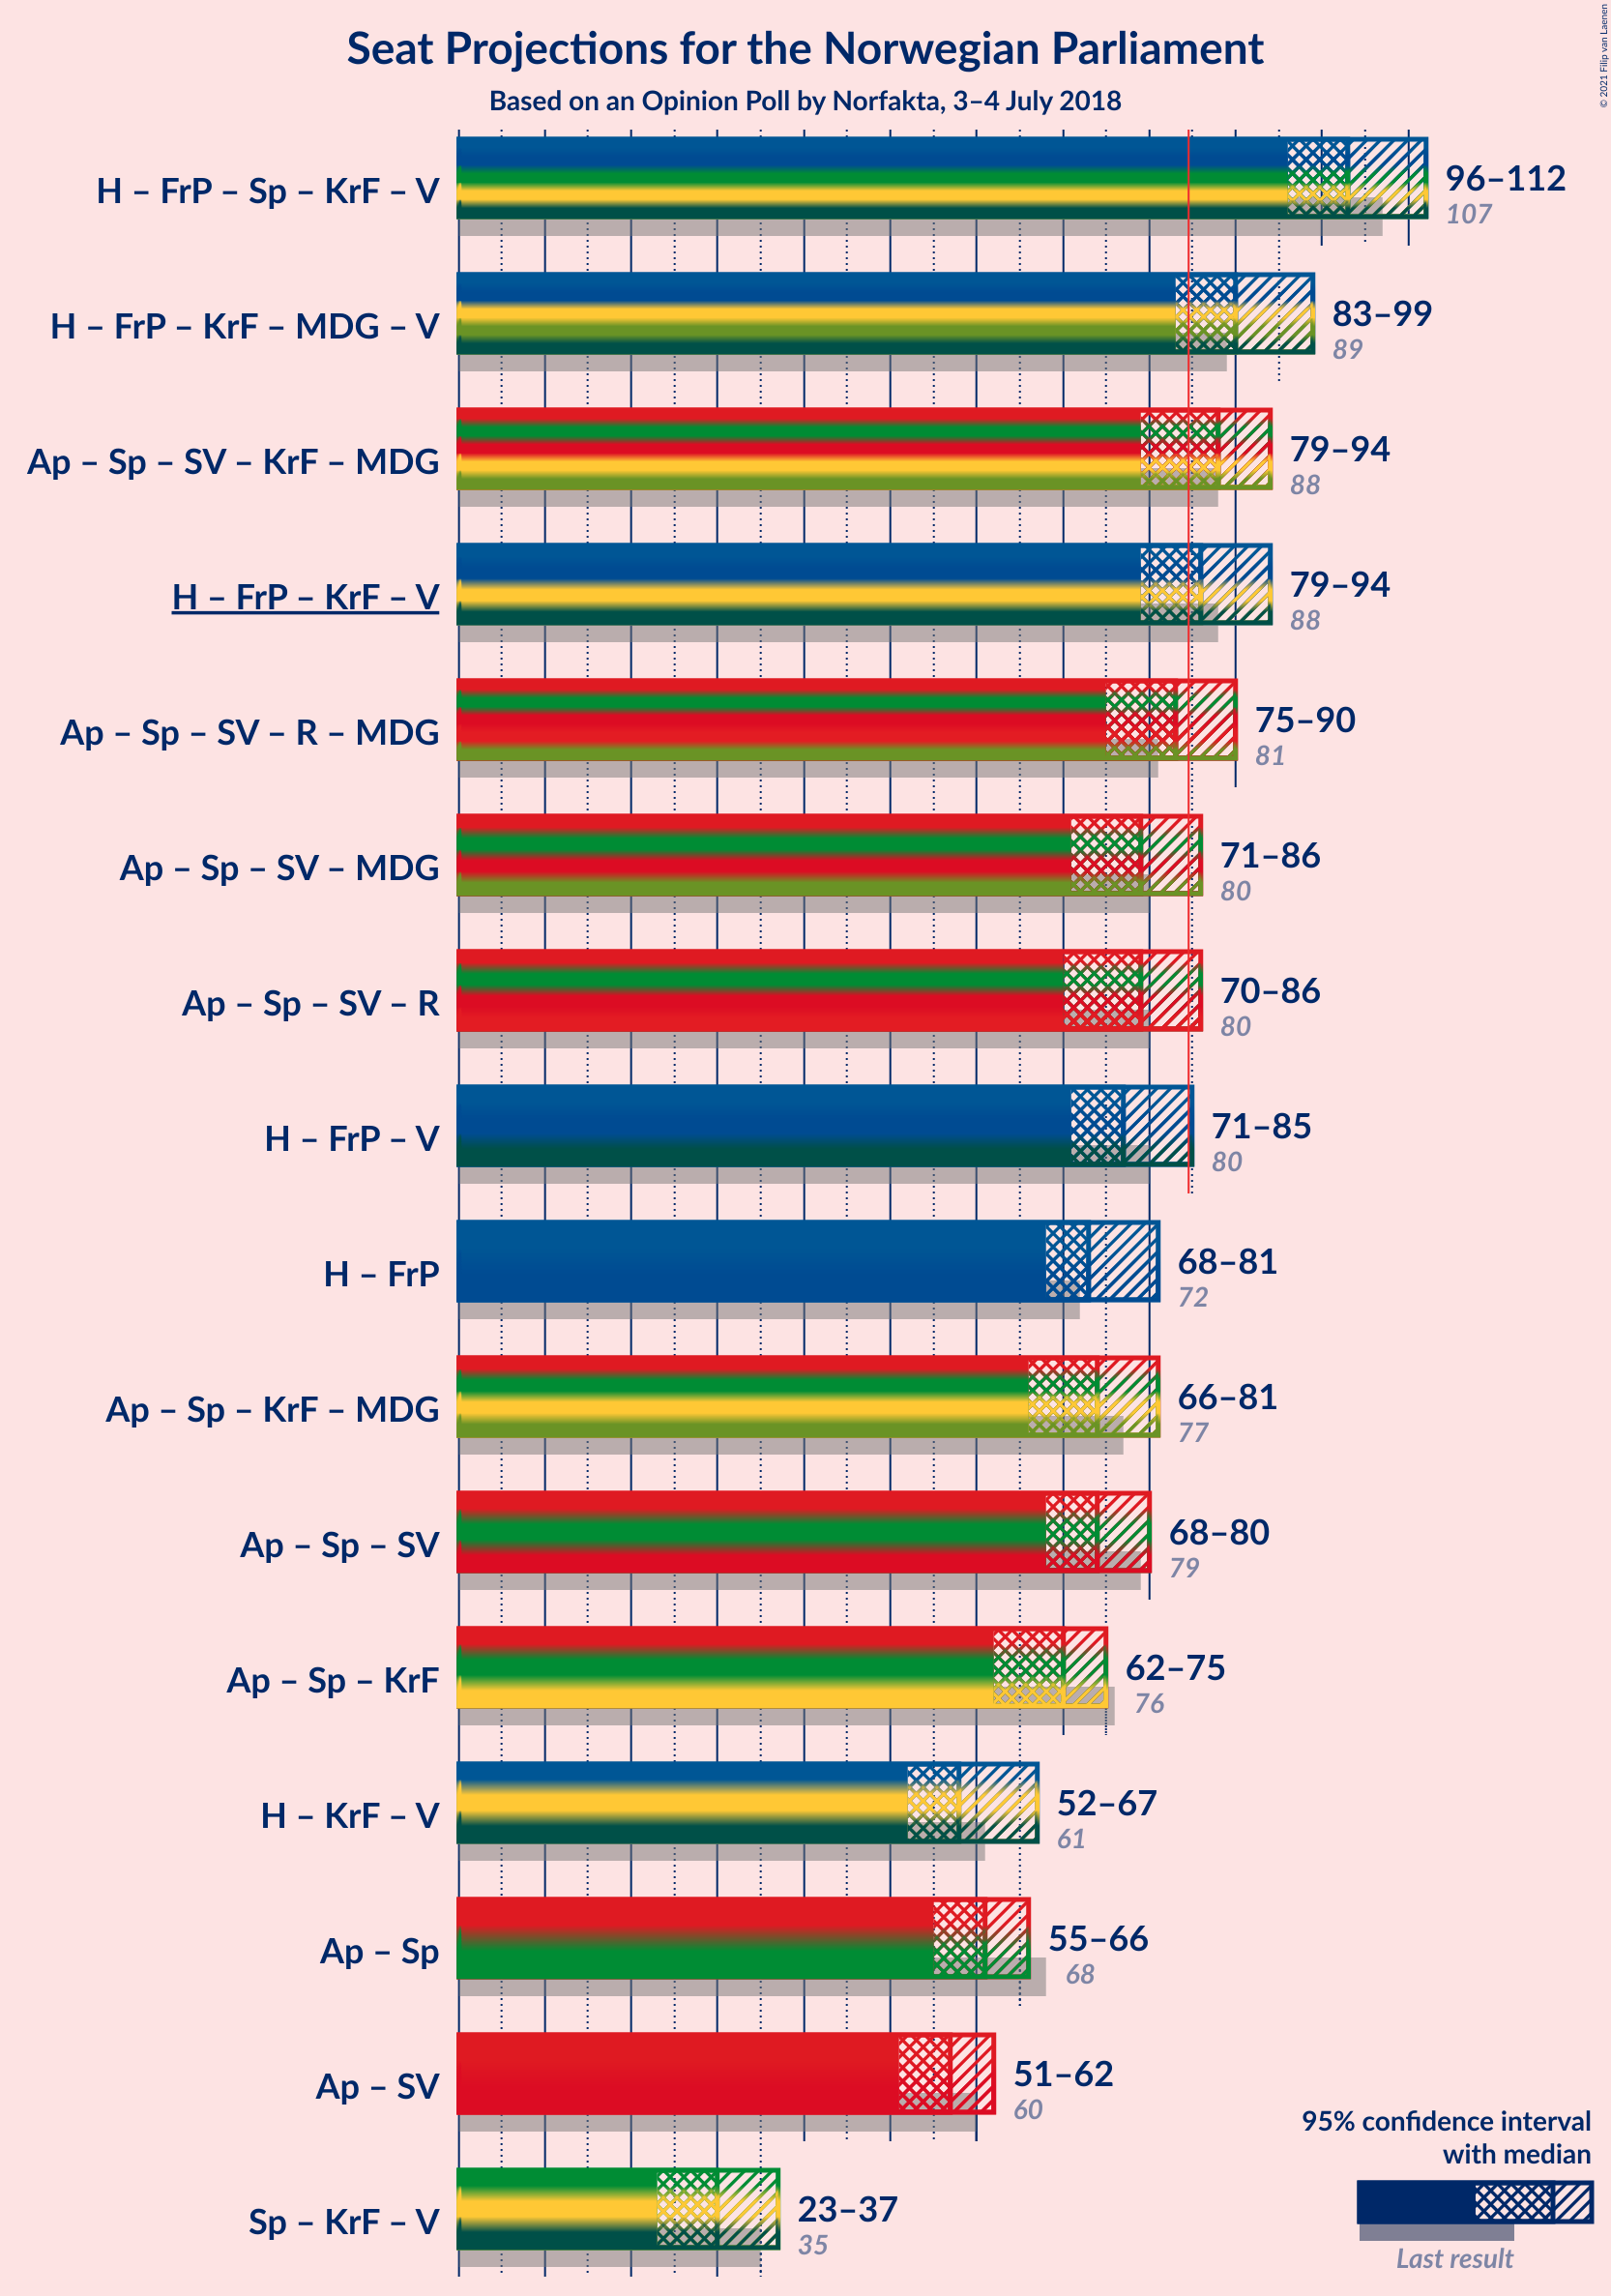 © 2021 Filip van Laenen
Seat Projections for the Norwegian Parliament
Based on an Opinion Poll by Norfakta, 3–4 July 2018
H – FrP – Sp – KrF – V
96–112
107
H – FrP – KrF – MDG – V
83–99
89
Ap – Sp – SV – KrF – MDG
79–94
88
H – FrP – KrF – V
79–94
88
Ap – Sp – SV – R – MDG
75–90
81
Ap – Sp – SV – MDG
71–86
80
Ap – Sp – SV – R
70–86
80
H – FrP – V
71–85
80
H – FrP
68–81
72
Ap – Sp – KrF – MDG
66–81
77
Ap – Sp – SV
68–80
79
Ap – Sp – KrF
62–75
76
H – KrF – V
52–67
61
Ap – Sp
55–66
68
Ap – SV
51–62
60
Sp – KrF – V
23–37
35
95% confidence interval
with median
Last result